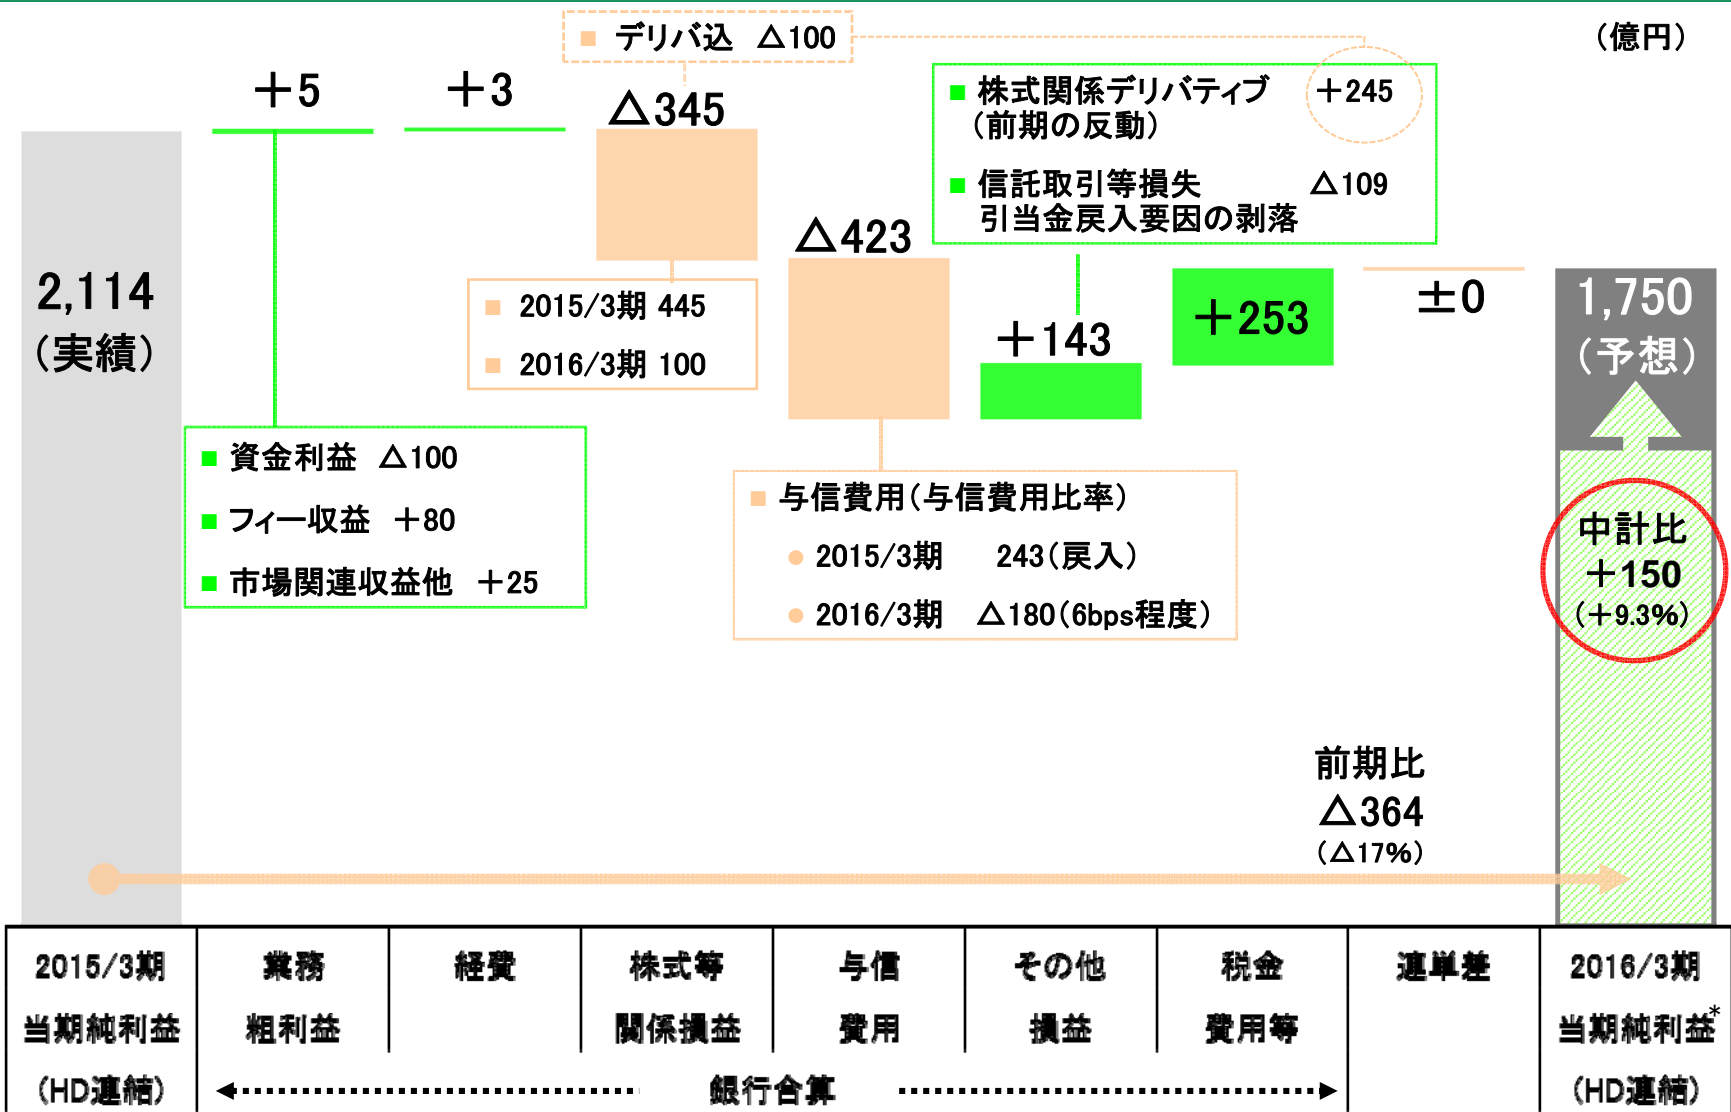 （億円）
デリバ込 △100
＋5
＋3
△345
株式関係デリバティブ ＋245
（前期の反動）
信託取引等損失 △109
引当金戻入要因の剥落
△423
2,114
（実績）
2015/3期 445
2016/3期 100
＋143
＋253
±0
1,750
（予想）
資金利益 △100
フィー収益 ＋80
市場関連収益他 ＋25
与信費用（与信費用比率）
2015/3期 243（戻入）
2016/3期 △180（6bps程度）
中計比
＋150
（＋9.3%）
前期比
△364
（△17%）
2015/3期
当期純利益
（HD連結）
業務
粗利益
経費
株式等
関係損益
与信
費用
その他
損益
税金
費用等
連単差
2016/3期
当期純利益*
（HD連結）
銀行合算